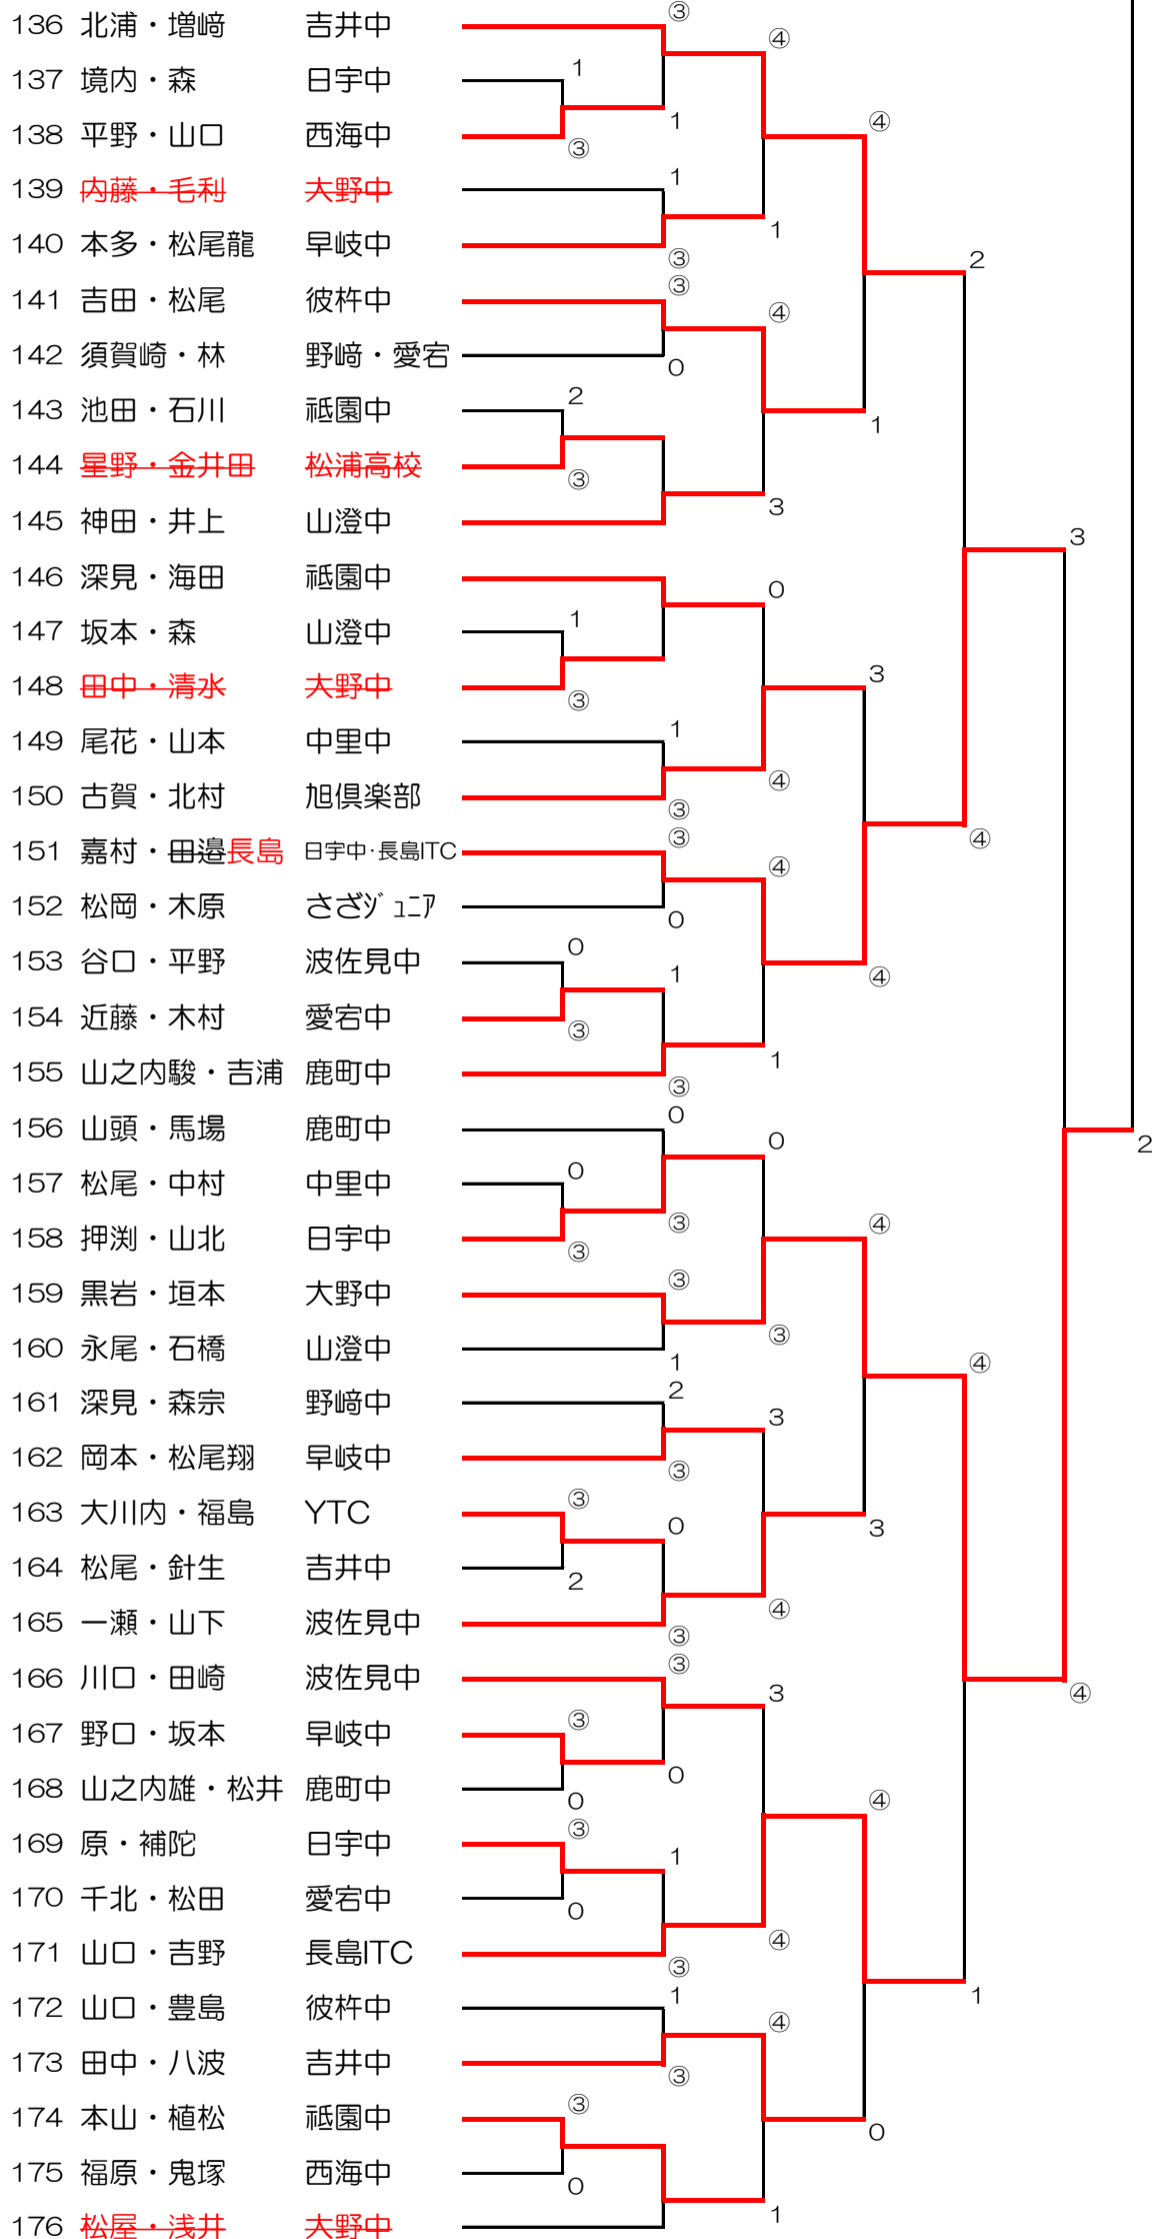 136 北浦・増﨑 吉井中 ③
④
137 境内・森 日宇中 1
1
④
138 平野・山口 西海中 ③
139 内藤・毛利 大野中 1
1
140 本多・松尾龍 早岐中 ③
2
141 吉田・松尾 彼杵中 ③
④
142 須賀崎・林 野﨑・愛宕 0
143 池田・石川 祗園中 2
1
144 星野・金井田 松浦高校 ③
3
145 神田・井上 山澄中
3
146 深見・海田 祗園中
0
147 坂本・森 山澄中 1
3
148 田中・清水 大野中 ③
149 尾花・山本 中里中 1
④
150 古賀・北村 旭倶楽部 ③
④
151 嘉村・田邉長島 日宇中・長島ITC ③
④
152 松岡・木原 さざジュニア 0
153 谷口・平野 波佐見中 0
1
④
154 近藤・木村 愛宕中 ③
1
155 山之内駿・吉浦 鹿町中 ③
156 山頭・馬場 鹿町中 0
0
2
157 松尾・中村 中里中 0
③
④
158 押渕・山北 日宇中 ③
159 黒岩・垣本 大野中 ③
③
160 永尾・石橋 山澄中 1
④
161 深見・森宗 野﨑中 2
3
162 岡本・松尾翔 早岐中 ③
163 大川内・福島 YTC ③
0
3
164 松尾・針生 吉井中 2
④
165 一瀬・山下 波佐見中 ③
166 川口・田崎 波佐見中 ③
3
④
167 野口・坂本 早岐中 ③
0
168 山之内雄・松井 鹿町中 0
④
169 原・補陀 日宇中 ③
1
170 千北・松田 愛宕中 0
④
171 山口・吉野 長島ITC ③
172 山口・豊島 彼杵中 1
1
④
173 田中・八波 吉井中 ③
174 本山・植松 祗園中 ③
0
175 福原・鬼塚 西海中 0
1
176 松屋・浅井 大野中